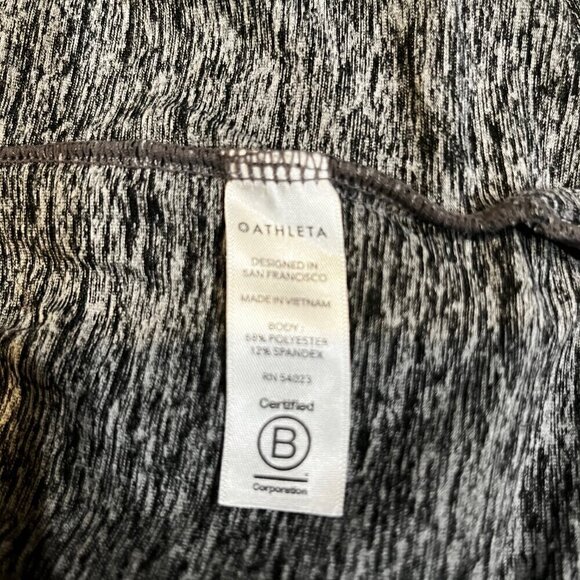 ATHLETA
DESIGNED IN
SAN FRANCISCO
MADE IN VIETNAM
BODY :
88% POLYESTER
12% SPANDEX
RN 54023
Certified
B
Corporation